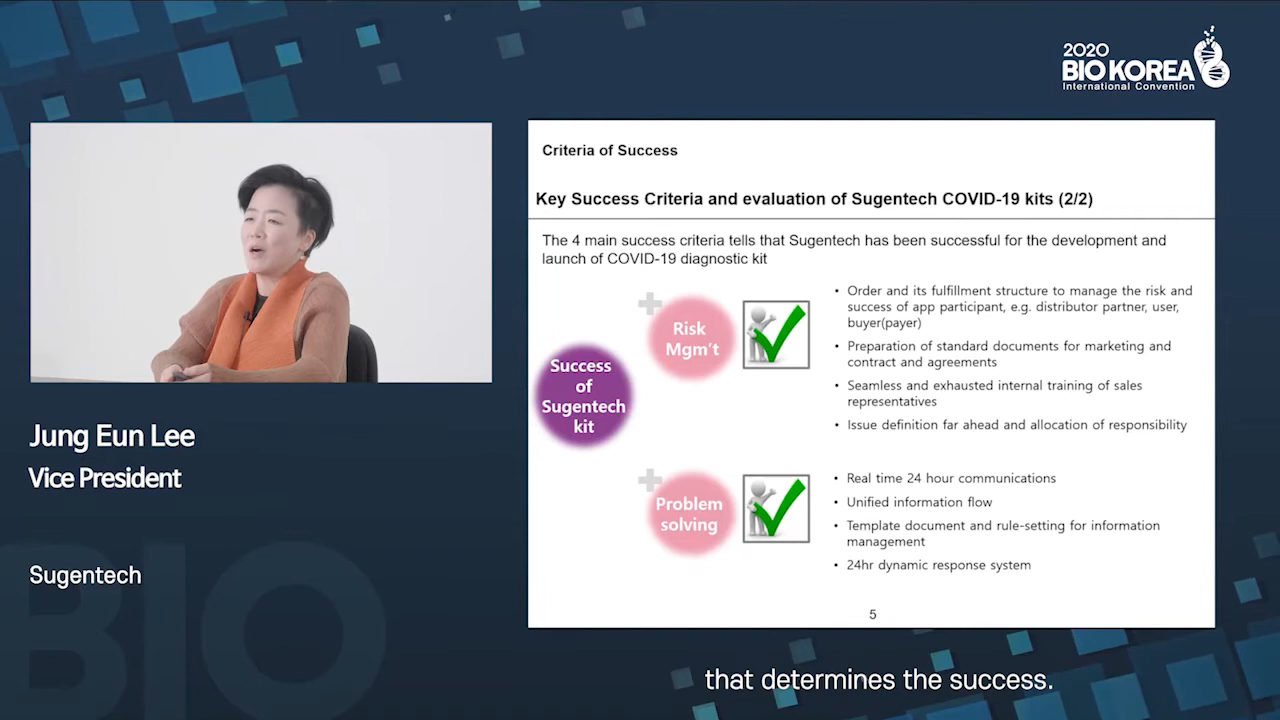 2020
BIO KOREA
International Convention
Criteria of Success
Key Success Criteria and evaluation of Sugentech COVID-19 kits (2/2)
The 4 main success criteria tells that Sugentech has been successful for the development and
launch of COVID-19 diagnostic kit
Success
of
Sugentech
kit
Risk
Mgm't
• Order and its fulfillment structure to manage the risk and
success of app participant, e.g. distributor partner, user,
buyer(payer)
• Preparation of standard documents for marketing and
contract and agreements
• Seamless and exhausted internal training of sales
representatives
• Issue definition far ahead and allocation of responsibility
Problem
solving
• Real time 24 hour communications
• Unified information flow
• Template document and rule-setting for information
management
• 24hr dynamic response system
5
Jung Eun Lee
Vice President
Sugentech
BIO
that determines the success.